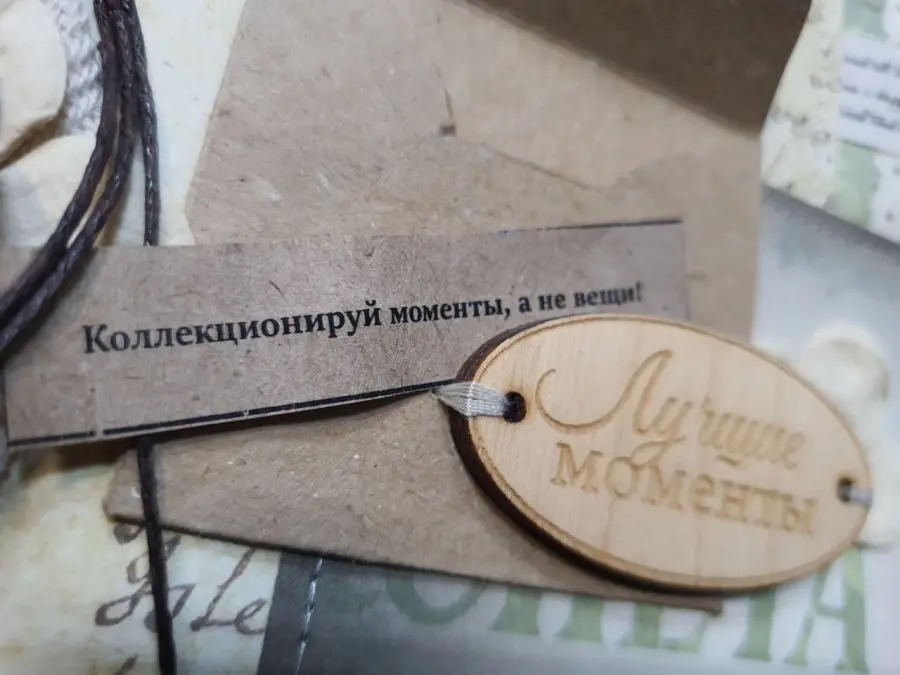 Коллекционируй моменты, а не вещи!
Лучшие
моменты